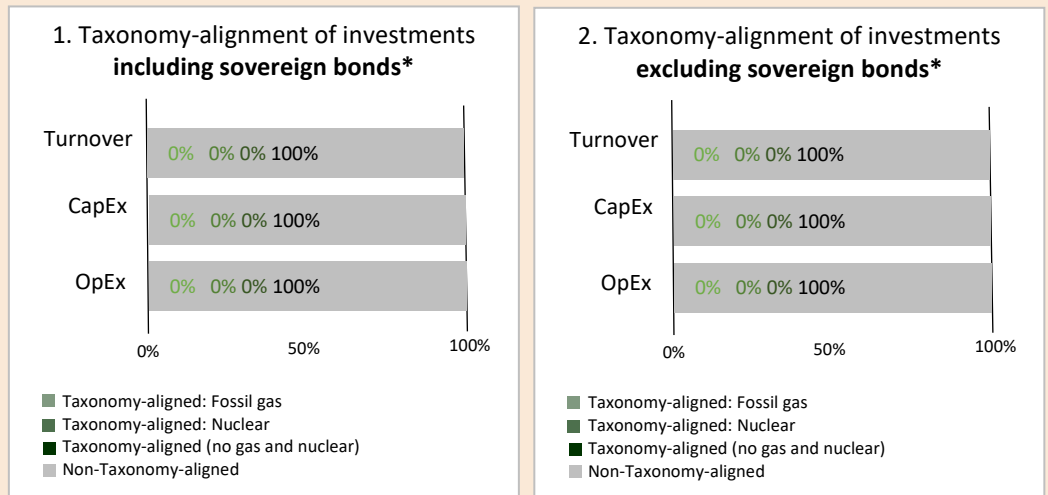 1. Taxonomy-alignment of investments
including sovereign bonds*
Turnover
0% 0% 0% 100%
CapEx
0% 0% 0% 100%
OpEx
0% 0% 0% 100%
0% 50% 100%
Taxonomy-aligned: Fossil gas
Taxonomy-aligned: Nuclear
Taxonomy-aligned (no gas and nuclear)
Non-Taxonomy-aligned
2. Taxonomy-alignment of investments
excluding sovereign bonds*
Turnover
0% 0% 0% 100%
CapEx
0% 0% 0% 100%
OpEx
0% 0% 0% 100%
0% 50% 100%
Taxonomy-aligned: Fossil gas
Taxonomy-aligned: Nuclear
Taxonomy-aligned (no gas and nuclear)
Non-Taxonomy-aligned